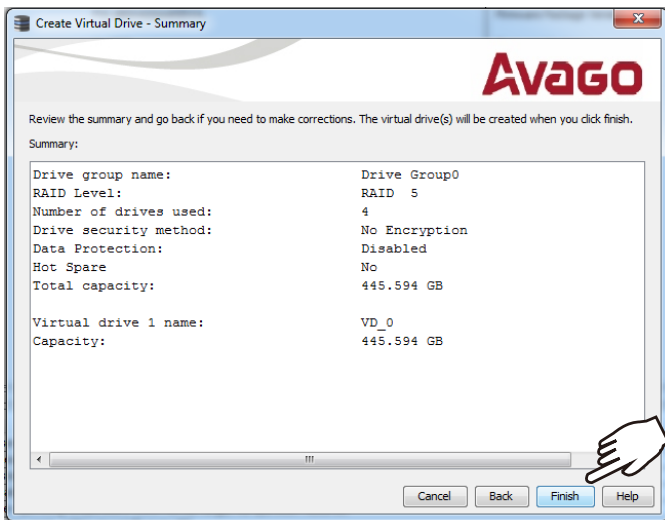 Create Virtual Drive - Summary
Avago
Review the summary and go back if you need to make corrections. The virtual drive(s) will be created when you click finish.
Summary:
Drive group name: Drive Group0
RAID Level: RAID 5
Number of drives used: 4
Drive security method: No Encryption
Data Protection: Disabled
Hot Spare No
Total capacity: 445.594 GB
Virtual drive 1 name: VD_0
Capacity: 445.594 GB
Cancel Back Finish Help